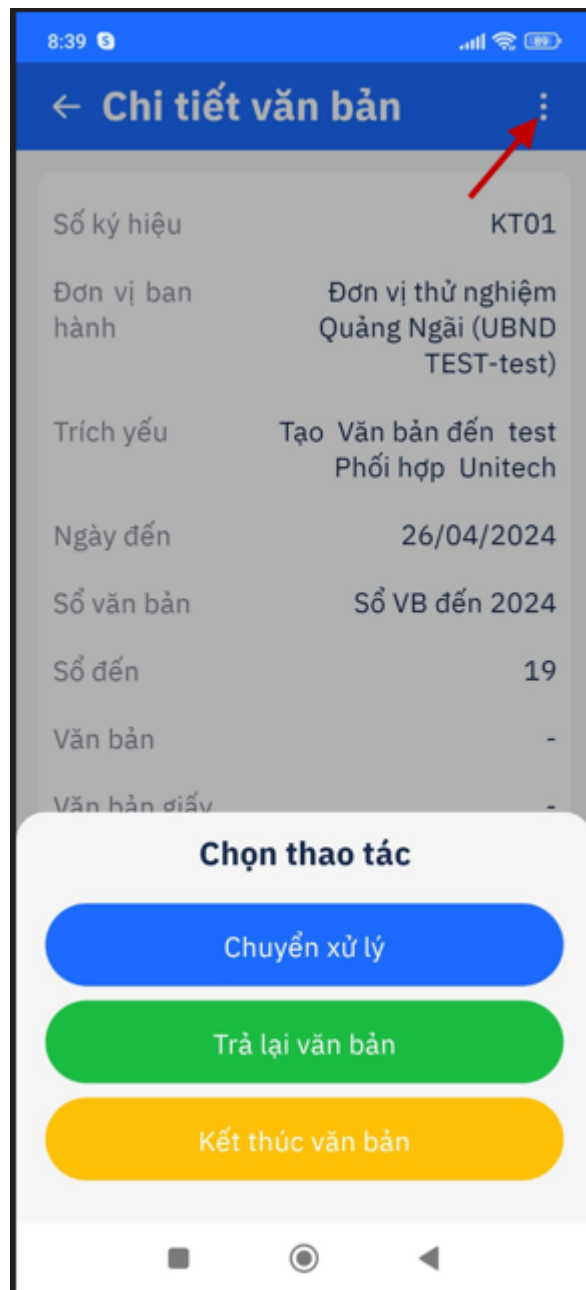 8:39
89
Chi tiết văn bản
Số ký hiệu KT01
Đơn vị ban Đơn vị thử nghiệm
hành Quảng Ngãi (UBND
TEST-test)
Trích yếu Tạo Văn bản đến test
Phối hợp Unitech
Ngày đến 26/04/2024
Sổ văn bản Sổ VB đến 2024
Số đến 19
Văn bản -
Văn bản giấy -
Chọn thao tác
Chuyển xử lý
Trả lại văn bản
Kết thúc văn bản